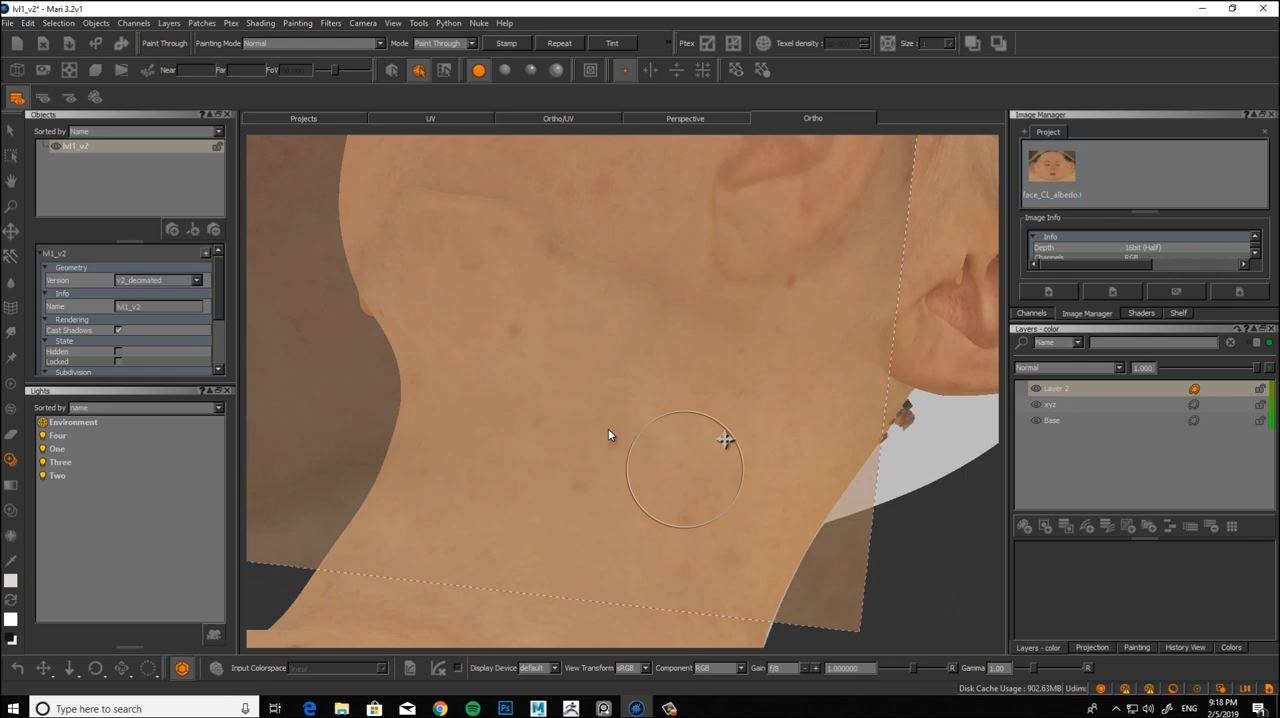 lvl1_v2* - Mari 3.2v1
File Edit Selection Objects Channels Layers Patches Ptex Shading Painting Filters Camera View Tools Python Nuke Help
Paint Through Painting Mode Normal Mode Paint Through Stamp Repeat Tint Ptex Texel density: Size :
Near Far FoV
Objects Projects UV Ortho/UV Perspective Ortho Image Manager
Sorted by Name Project
lvl1_v2
face_CL_albedo.t
Image Info
Info
Depth 16bit (Half)
Channels RGB
lvl1_v2
Geometry
Version v2_decimated
Info
Name lvl1_v2
Rendering
Cast Shadows
State
Hidden
Locked
Subdivision
Channels Image Manager Shaders Shelf
Layers - color
Name
Normal 1.000
Layer 2
xyz
Base
Lights
Sorted by name
Environment
Four
One
Three
Two
Layers - color Projection Painting History View Colors
Input Colorspace linear Display Device default View Transform sRGB Component RGB Gain f/8 1.000000 R Gamma 1.00 R
Disk Cache Usage : 902.63MB Udim:
Type here to search
9:18 PM
2/5/2019